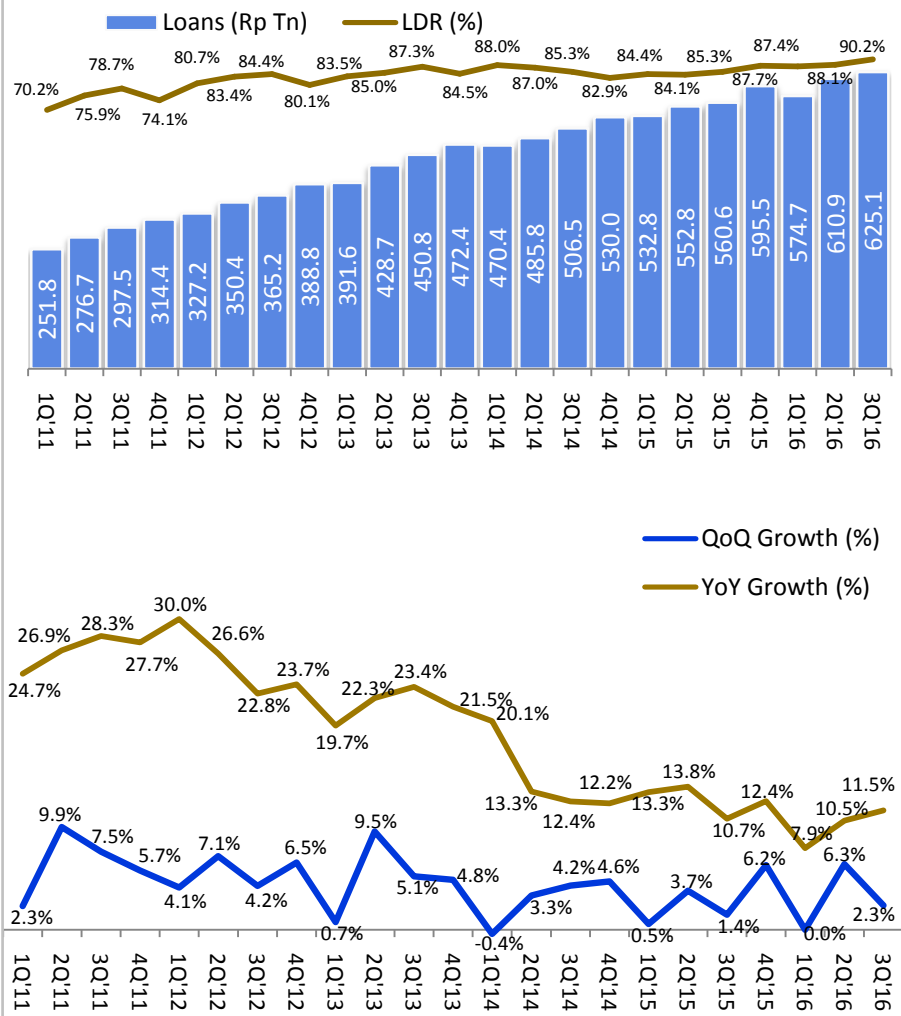 Loans (Rp Tn) LDR (%)
70.2% 75.9% 78.7% 74.1% 80.7% 83.4% 84.4% 80.1% 83.5% 85.0% 87.3% 84.5% 88.0% 87.0% 85.3% 82.9% 84.4% 84.1% 85.3% 87.7% 87.4% 88.1% 90.2%
251.8 276.7 297.5 314.4 327.2 350.4 365.2 388.8 391.6 428.7 450.8 472.4 470.4 485.8 506.5 530.0 532.8 552.8 560.6 595.5 574.7 610.9 625.1
1Q'11 2Q'11 3Q'11 4Q'11 1Q'12 2Q'12 3Q'12 4Q'12 1Q'13 2Q'13 3Q'13 4Q'13 1Q'14 2Q'14 3Q'14 4Q'14 1Q'15 2Q'15 3Q'15 4Q'15 1Q'16 2Q'16 3Q'16
QoQ Growth (%)
YoY Growth (%)
24.7% 26.9% 28.3% 27.7% 30.0% 26.6% 22.8% 23.7% 19.7% 22.3% 23.4% 21.5% 20.1% 13.3% 12.4% 12.2% 13.3% 13.8% 10.7% 12.4% 7.9% 10.5% 11.5%
2.3% 9.9% 7.5% 5.7% 4.1% 7.1% 4.2% 6.5% 0.7% 9.5% 5.1% 4.8% -0.4% 3.3% 4.2% 4.6% 0.5% 3.7% 1.4% 6.2% 0.0% 6.3% 2.3%
1Q'11 2Q'11 3Q'11 4Q'11 1Q'12 2Q'12 3Q'12 4Q'12 1Q'13 2Q'13 3Q'13 4Q'13 1Q'14 2Q'14 3Q'14 4Q'14 1Q'15 2Q'15 3Q'15 4Q'15 1Q'16 2Q'16 3Q'16